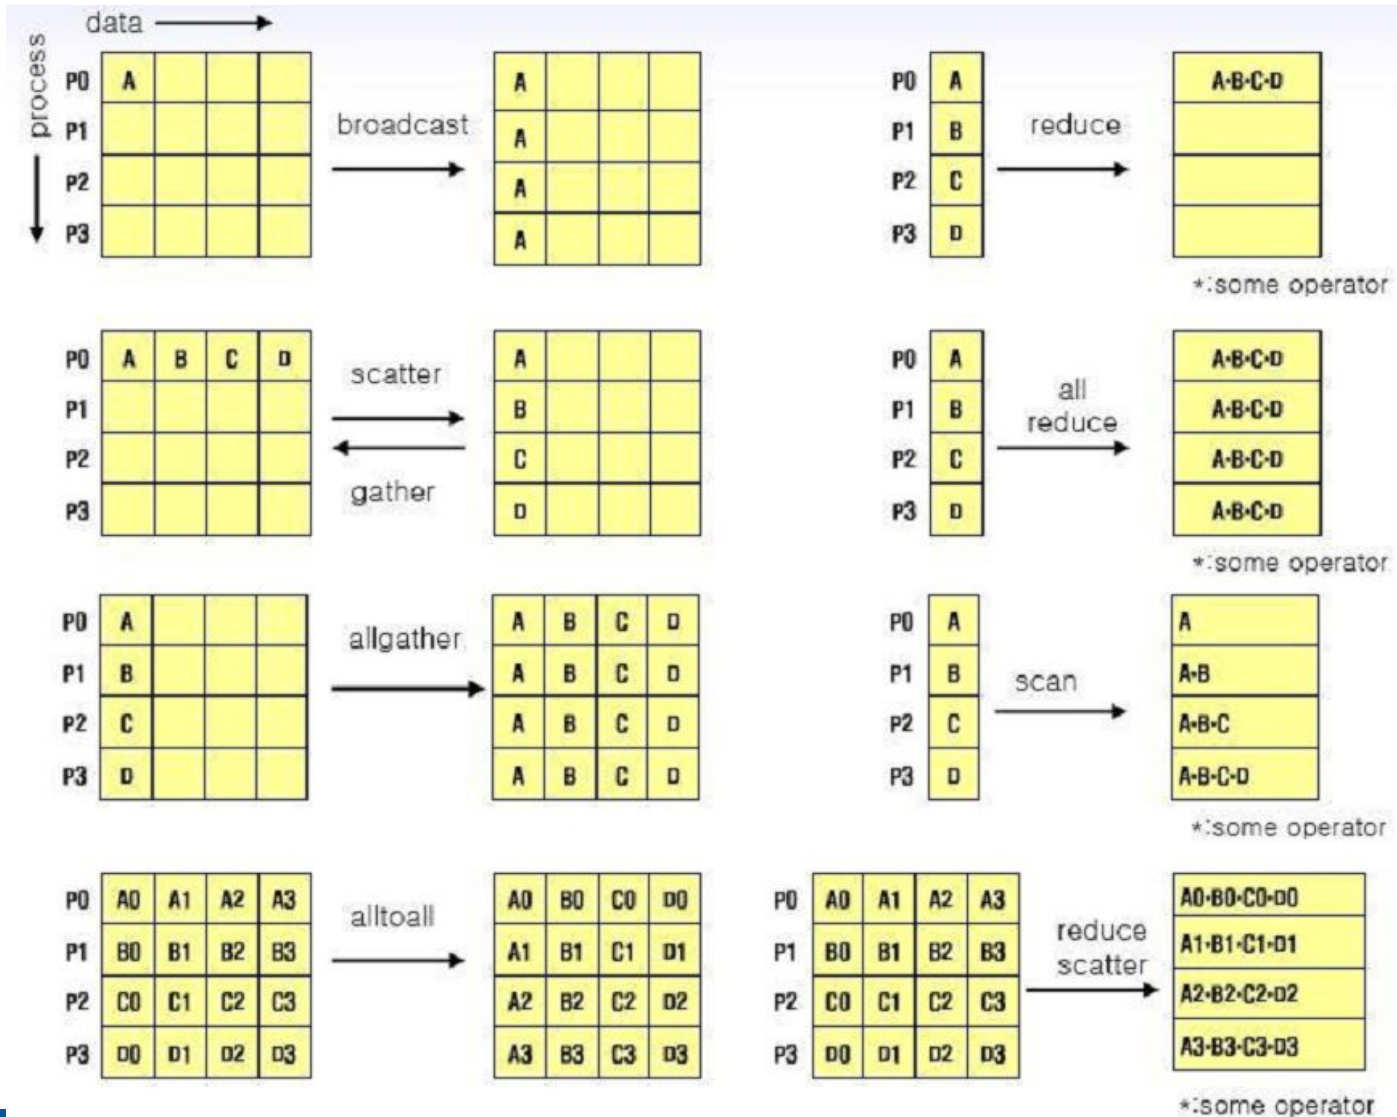 data
process
P0 A
P1
P2
P3
broadcast
A
A
A
A
P0 A
P1 B
P2 C
P3 D
reduce
A*B*C*D
*:some operator
P0 A B C D
P1
P2
P3
scatter
gather
A
B
C
D
P0 A
P1 B
P2 C
P3 D
all
reduce
A*B*C*D
A*B*C*D
A*B*C*D
A*B*C*D
*:some operator
P0 A
P1 B
P2 C
P3 D
allgather
A B C D
A B C D
A B C D
A B C D
P0 A
P1 B
P2 C
P3 D
scan
A
A*B
A*B*C
A*B*C*D
*:some operator
P0 A0 A1 A2 A3
P1 B0 B1 B2 B3
P2 C0 C1 C2 C3
P3 D0 D1 D2 D3
alltoall
A0 B0 C0 D0
A1 B1 C1 D1
A2 B2 C2 D2
A3 B3 C3 D3
P0 A0 A1 A2 A3
P1 B0 B1 B2 B3
P2 C0 C1 C2 C3
P3 D0 D1 D2 D3
reduce
scatter
A0*B0*C0*D0
A1*B1*C1*D1
A2*B2*C2*D2
A3*B3*C3*D3
*:some operator